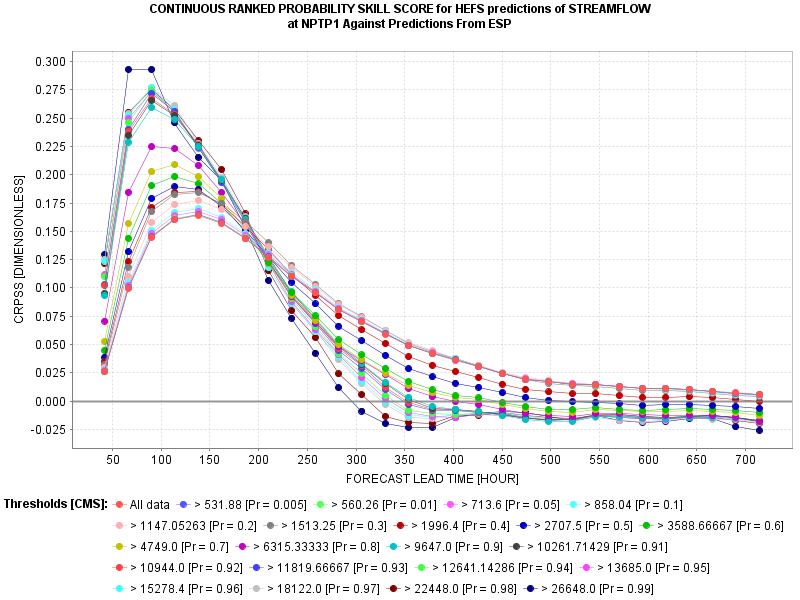 CONTINUOUS RANKED PROBABILITY SKILL SCORE for HEFS predictions of STREAMFLOW
at NPTP1 Against Predictions From ESP
CRPSS [DIMENSIONLESS]
0.300
0.275
0.250
0.225
0.200
0.175
0.150
0.125
0.100
0.075
0.050
0.025
0.000
-0.025
50 100 150 200 250 300 350 400 450 500 550 600 650 700
FORECAST LEAD TIME [HOUR]
Thresholds [CMS]: All data > 531.88 [Pr = 0.005] > 560.26 [Pr = 0.01] > 713.6 [Pr = 0.05] > 858.04 [Pr = 0.1]
> 1147.05263 [Pr = 0.2] > 1513.25 [Pr = 0.3] > 1996.4 [Pr = 0.4] > 2707.5 [Pr = 0.5] > 3588.66667 [Pr = 0.6]
> 4749.0 [Pr = 0.7] > 6315.33333 [Pr = 0.8] > 9647.0 [Pr = 0.9] > 10261.71429 [Pr = 0.91]
> 10944.0 [Pr = 0.92] > 11819.66667 [Pr = 0.93] > 12641.14286 [Pr = 0.94] > 13685.0 [Pr = 0.95]
> 15278.4 [Pr = 0.96] > 18122.0 [Pr = 0.97] > 22448.0 [Pr = 0.98] > 26648.0 [Pr = 0.99]